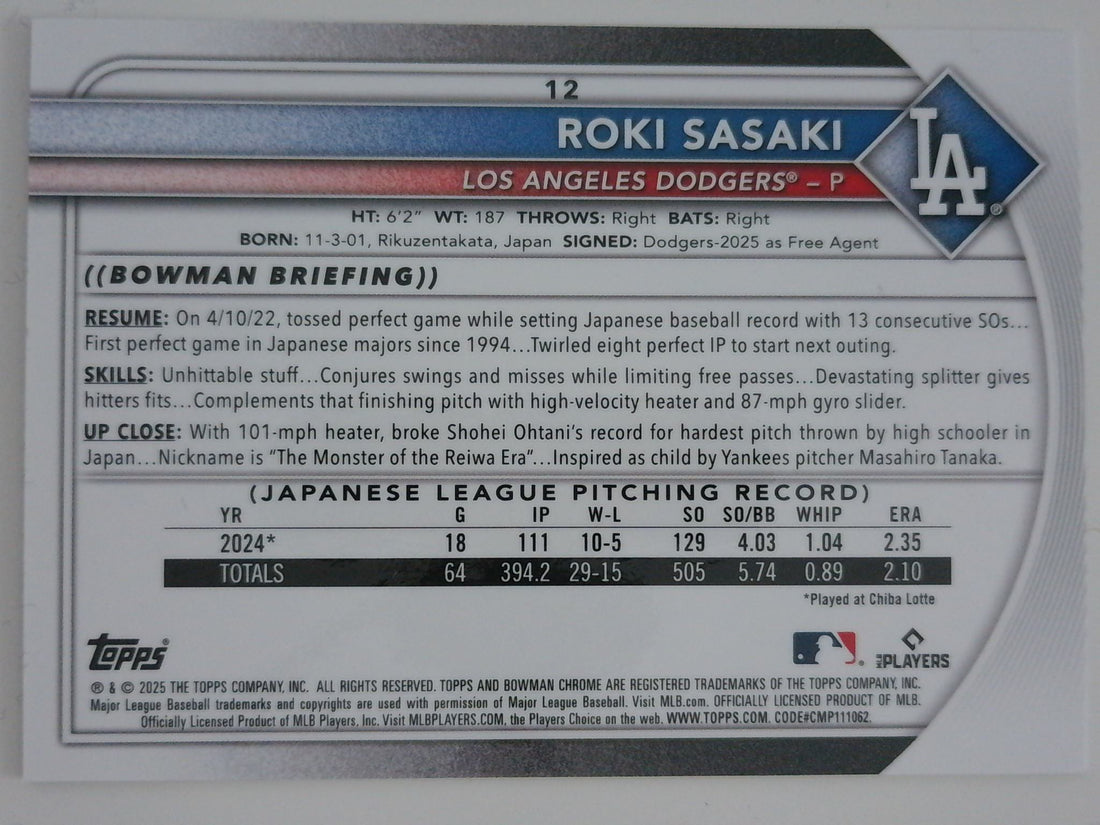 12
ROKI SASAKI
LA®
LOS ANGELES DODGERS® – P
HT: 6'2" WT: 187 THROWS: Right BATS: Right
BORN: 11-3-01, Rikuzentakata, Japan SIGNED: Dodgers-2025 as Free Agent
((BOWMAN BRIEFING))
RESUME: On 4/10/22, tossed perfect game while setting Japanese baseball record with 13 consecutive SOs...
First perfect game in Japanese majors since 1994...Twirled eight perfect IP to start next outing.
SKILLS: Unhittable stuff...Conjures swings and misses while limiting free passes...Devastating splitter gives
hitters fits...Complements that finishing pitch with high-velocity heater and 87-mph gyro slider.
UP CLOSE: With 101-mph heater, broke Shohei Ohtani's record for hardest pitch thrown by high schooler in
Japan...Nickname is "The Monster of the Reiwa Era"...Inspired as child by Yankees pitcher Masahiro Tanaka.
(JAPANESE LEAGUE PITCHING RECORD)
YR G IP W-L SO SO/BB WHIP ERA
2024* 18 111 10-5 129 4.03 1.04 2.35
TOTALS 64 394.2 29-15 505 5.74 0.89 2.10
*Played at Chiba Lotte
Topps® MLB PLAYERS
® & © 2025 THE TOPPS COMPANY, INC. ALL RIGHTS RESERVED. TOPPS AND BOWMAN CHROME ARE REGISTERED TRADEMARKS OF THE TOPPS COMPANY, INC.
Major League Baseball trademarks and copyrights are used with permission of Major League Baseball. Visit MLB.com. OFFICIALLY LICENSED PRODUCT OF MLB.
Officially Licensed Product of MLB Players, Inc. Visit MLBPLAYERS.COM, the Players Choice on the web. WWW.TOPPS.COM. CODE#CMP111062.